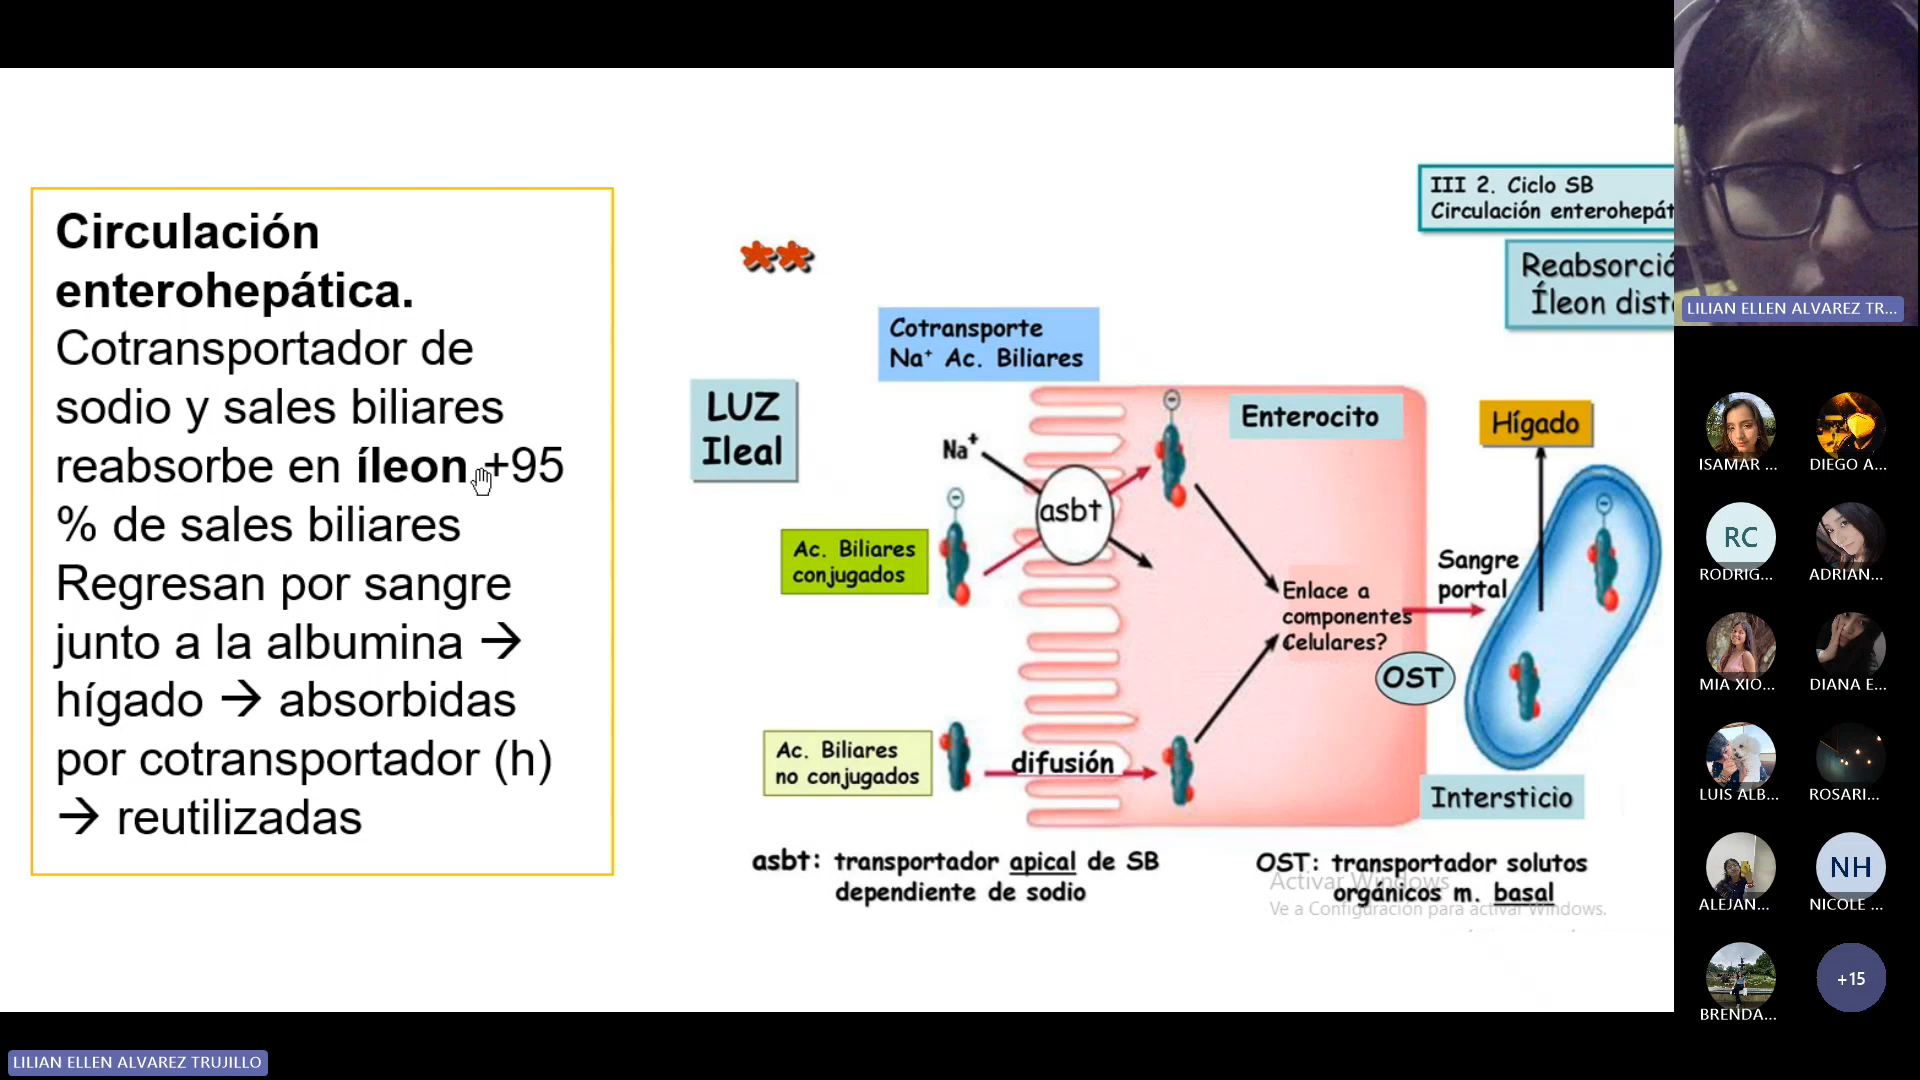 Circulación
enterohepática.
Cotransportador de
sodio y sales biliares
reabsorbe en íleon +95
% de sales biliares
Regresan por sangre
junto a la albumina →
hígado → absorbidas
por cotransportador (h)
→ reutilizadas
**
III 2. Ciclo SB
Circulación enterohepát
Reabsorció
Íleon dist
Cotransporte
Na⁺ Ac. Biliares
LUZ
Ileal
Enterocito
Hígado
Na⁺
asbt
Ac. Biliares
conjugados
Sangre
portal
Enlace a
componentes
Celulares?
OST
Ac. Biliares
no conjugados
difusión
Intersticio
asbt: transportador apical de SB
dependiente de sodio
OST: transportador solutos
orgánicos m. basal
Activar Windows
Ve a Configuración para activar Windows.
LILIAN ELLEN ALVAREZ TR...
ISAMAR ...
DIEGO A...
RC
RODRIG...
ADRIAN...
MIA XIO...
DIANA E...
LUIS ALB...
ROSARI...
ALEJAN...
NH
NICOLE ...
BRENDA...
+15
LILIAN ELLEN ALVAREZ TRUJILLO